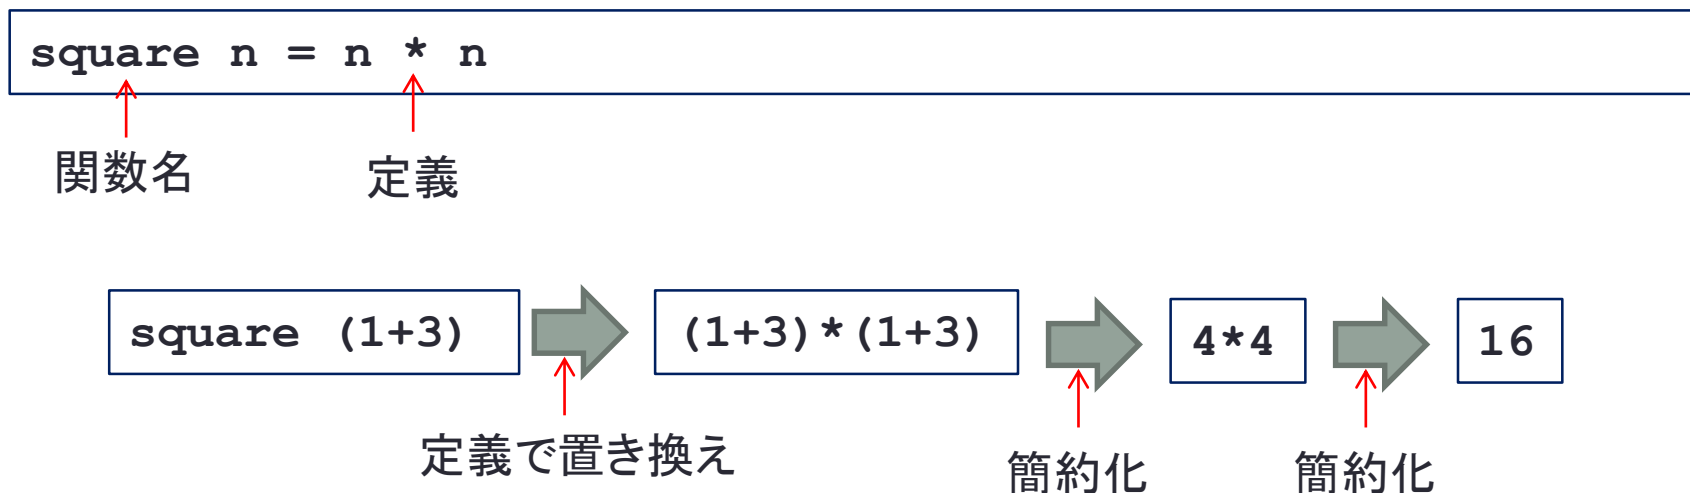 square n = n * n
関数名 定義
square (1+3) (1+3)*(1+3) 4*4 16
定義で置き換え 簡約化 簡約化